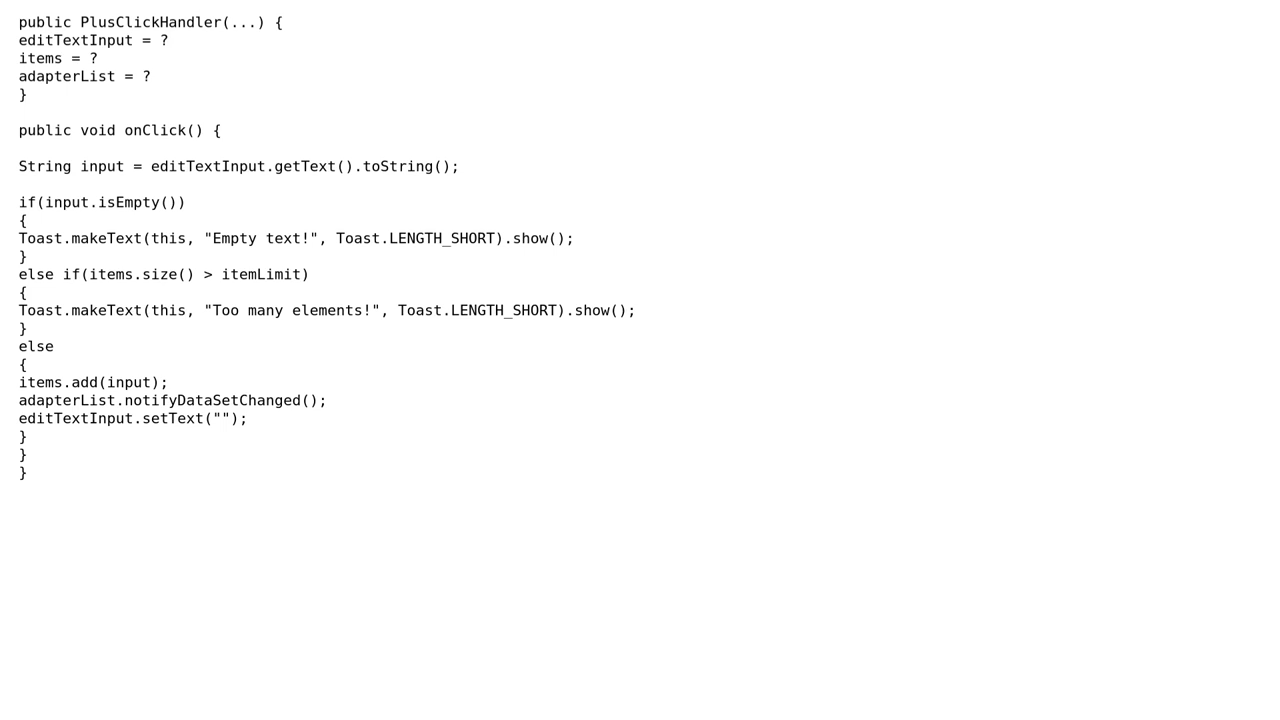 public PlusClickHandler(...) {
editTextInput = ?
items = ?
adapterList = ?
}
public void onClick() {
String input = editTextInput.getText().toString();
if(input.isEmpty())
{
Toast.makeText(this, "Empty text!", Toast.LENGTH_SHORT).show();
}
else if(items.size() > itemLimit)
{
Toast.makeText(this, "Too many elements!", Toast.LENGTH_SHORT).show();
}
else
{
items.add(input);
adapterList.notifyDataSetChanged();
editTextInput.setText("");
}
}
}